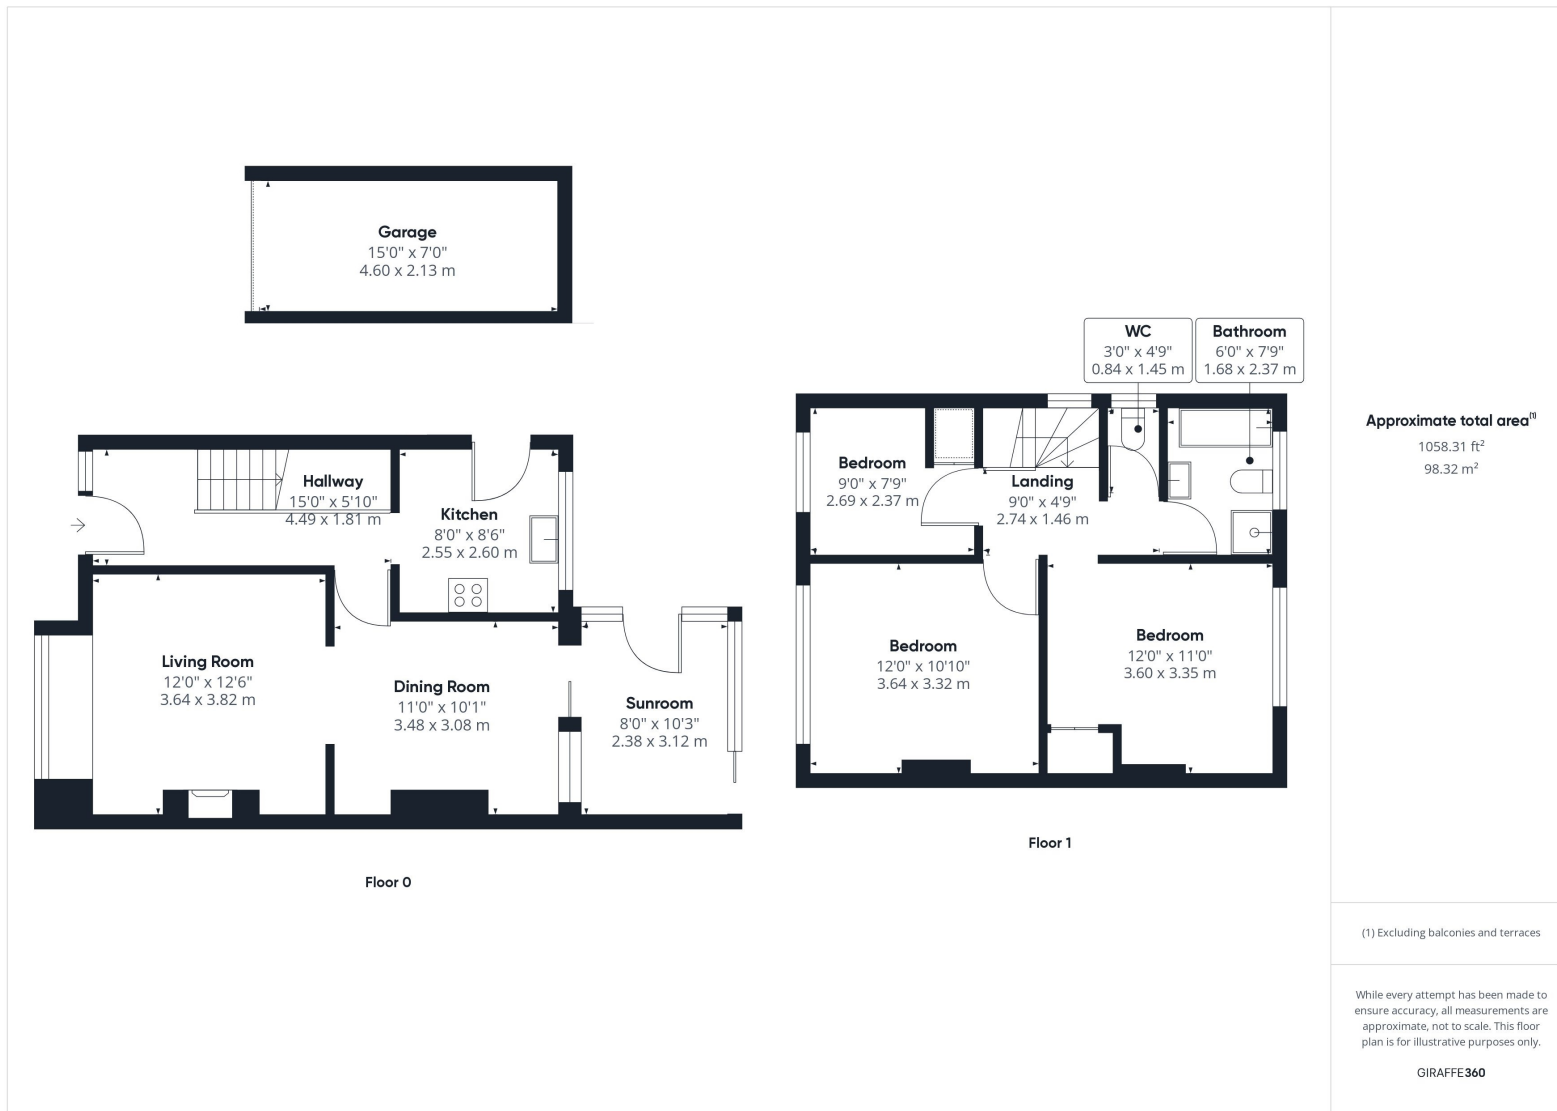 Garage
15'0" x 7'0"
4.60 x 2.13 m
Hallway
15'0" x 5'10"
4.49 x 1.81 m
Kitchen
8'0" x 8'6"
2.55 x 2.60 m
Living Room
12'0" x 12'6"
3.64 x 3.82 m
Dining Room
11'0" x 10'1"
3.48 x 3.08 m
Sunroom
8'0" x 10'3"
2.38 x 3.12 m
Floor 0
WC
3'0" x 4'9"
0.84 x 1.45 m
Bathroom
6'0" x 7'9"
1.68 x 2.37 m
Bedroom
9'0" x 7'9"
2.69 x 2.37 m
Landing
9'0" x 4'9"
2.74 x 1.46 m
Bedroom
12'0" x 10'10"
3.64 x 3.32 m
Bedroom
12'0" x 11'0"
3.60 x 3.35 m
Floor 1
Approximate total area(1)
1058.31 ft²
98.32 m²
(1) Excluding balconies and terraces
While every attempt has been made to
ensure accuracy, all measurements are
approximate, not to scale. This floor
plan is for illustrative purposes only.
GIRAFFE360